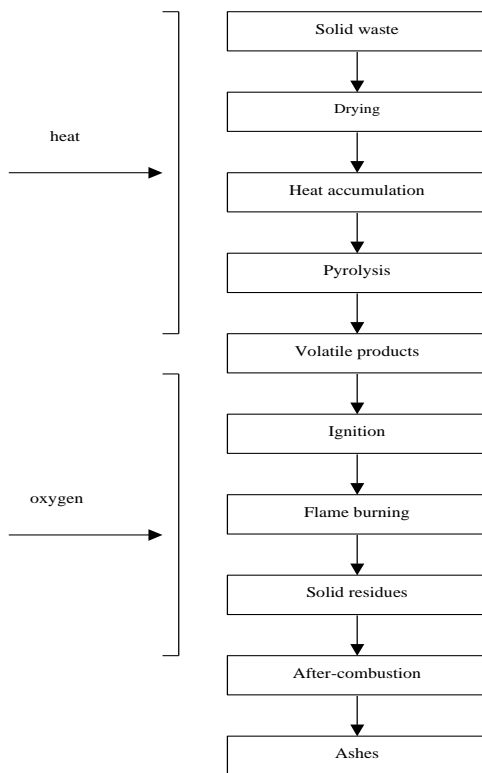 Solid waste
Drying
heat
Heat accumulation
Pyrolysis
Volatile products
Ignition
oxygen
Flame burning
Solid residues
After-combustion
Ashes